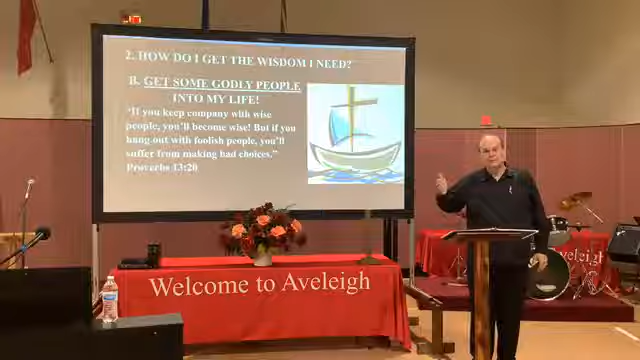 2. HOW DO I GET THE WISDOM I NEED?
B. GET SOME GODLY PEOPLE
INTO MY LIFE!
"If you keep company with wise
people, you'll become wise! But if you
hang out with foolish people, you'll
suffer from making bad choices."
Proverbs 13:20
Welcome to Aveleigh
veleigh